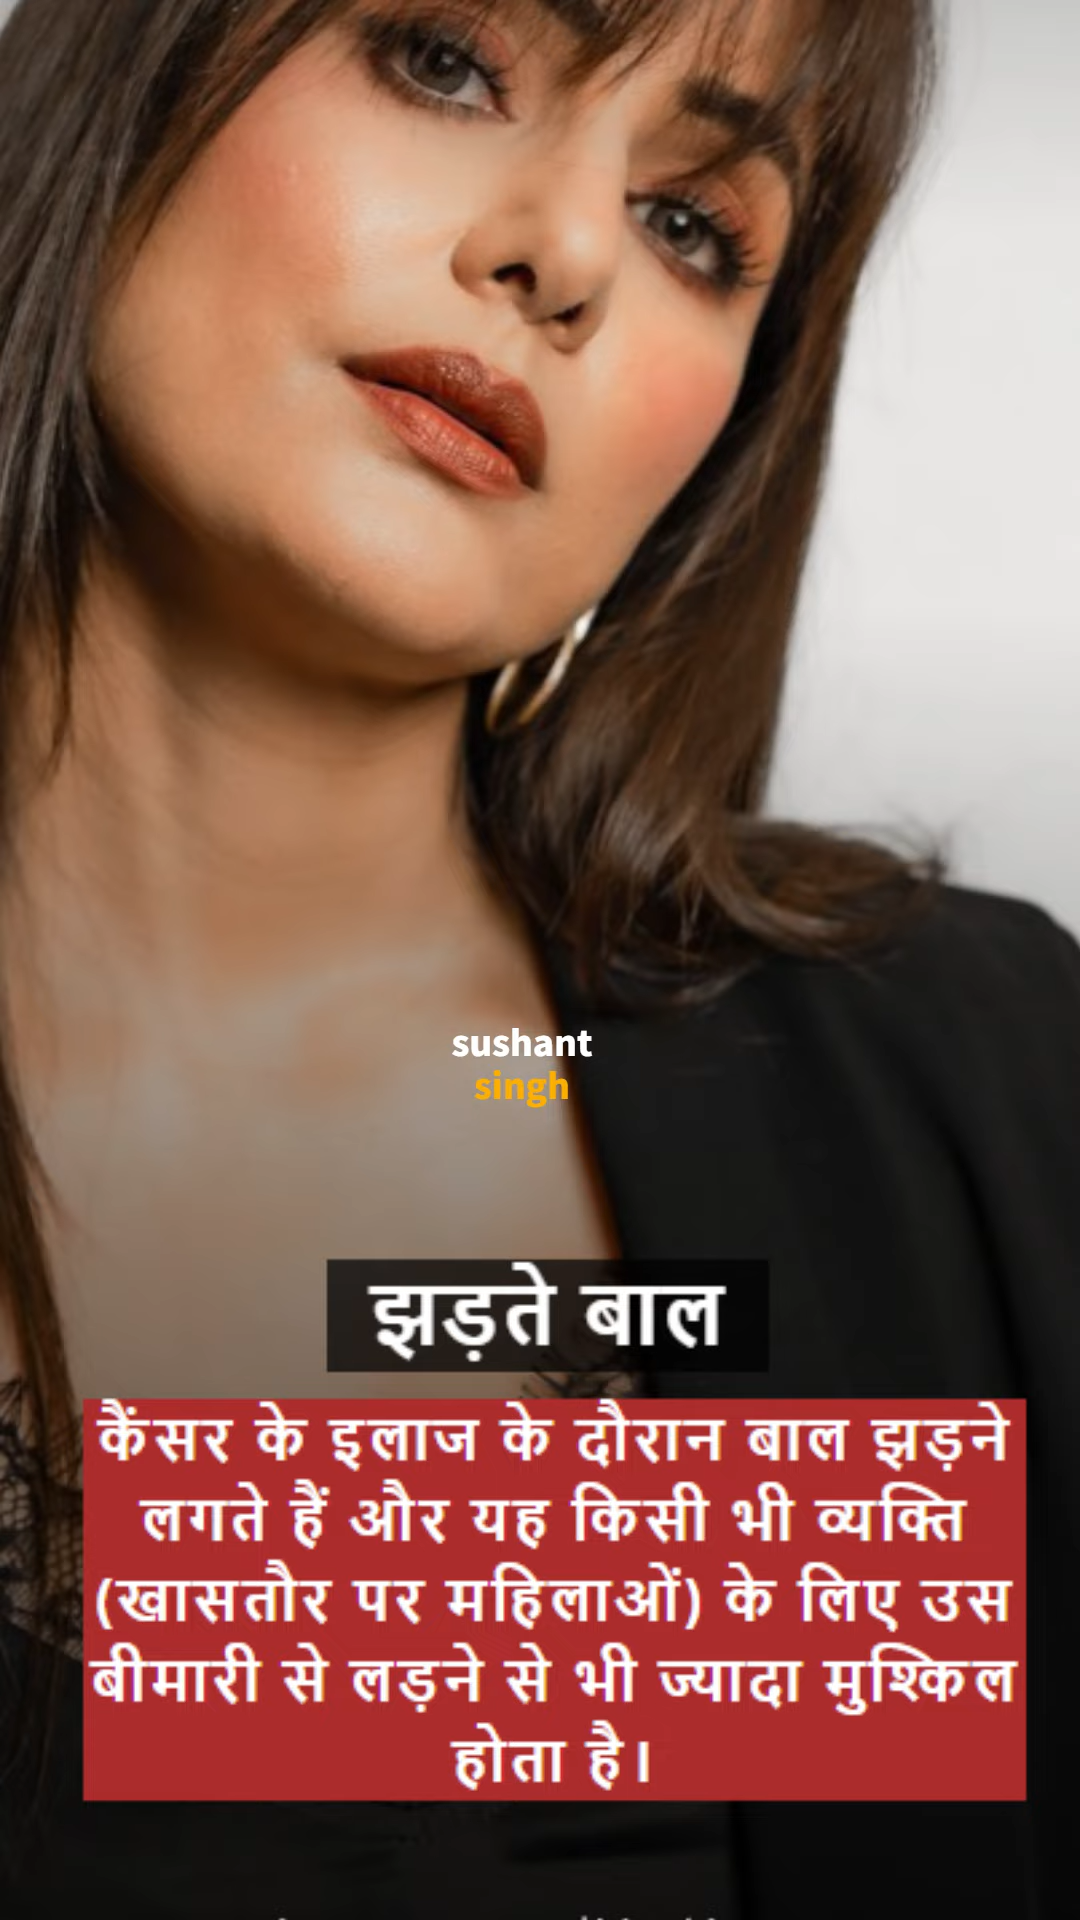 sushant
singh
झड़ते बाल
कैंसर के इलाज के दौरान बाल झड़ने
लगते हैं और यह किसी भी व्यक्ति
(खासतौर पर महिलाओं) के लिए उस
बीमारी से लड़ने से भी ज्यादा मुश्किल
होता है।